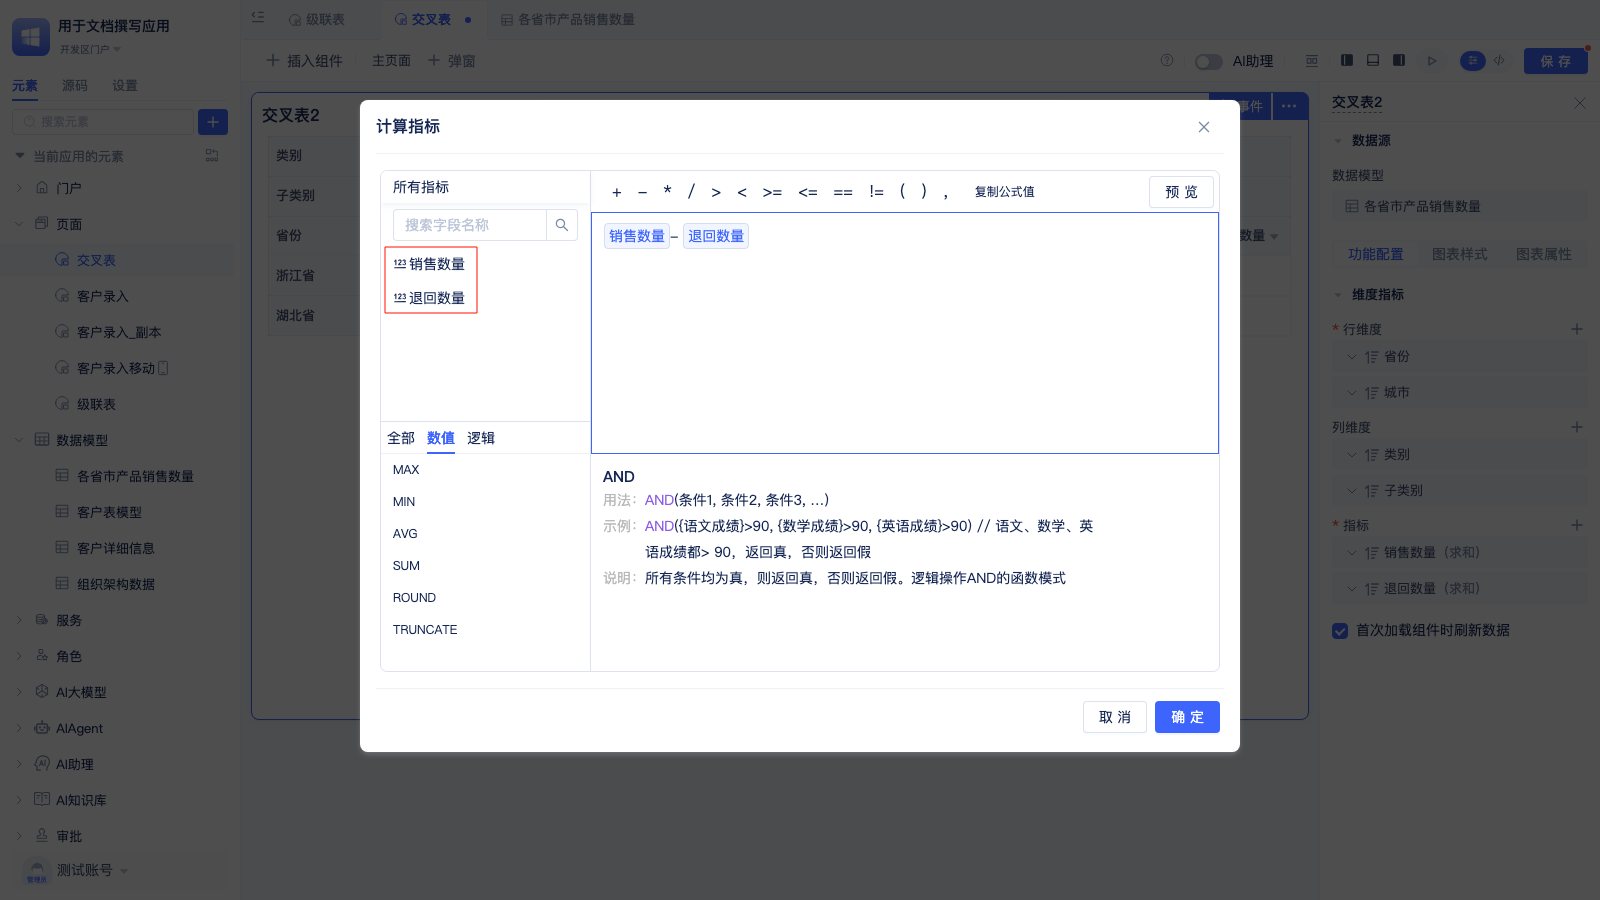 用于文档撰写应用
开发区门户
元素 源码 设置
搜索元素
当前应用的元素
门户
页面
交叉表
客户录入
客户录入_副本
客户录入移动
级联表
数据模型
各省市产品销售数量
客户表模型
客户详细信息
组织架构数据
服务
角色
AI大模型
AIAgent
AI助理
AI知识库
审批
管理员 测试账号
级联表 交叉表 各省市产品销售数量
插入组件 主页面 弹窗
AI助理
保 存
交叉表2
事件
类别
子类别
省份
数量
浙江省
湖北省
计算指标
所有指标
搜索字段名称
123 销售数量
123 退回数量
+ − * / > < >= <= == != ( ) , 复制公式值
预 览
销售数量 − 退回数量
全部 数值 逻辑
MAX
MIN
AVG
SUM
ROUND
TRUNCATE
AND
用法： AND(条件1, 条件2, 条件3, ...)
示例： AND({语文成绩}>90, {数学成绩}>90, {英语成绩}>90) // 语文、数学、英
语成绩都> 90，返回真，否则返回假
说明： 所有条件均为真，则返回真，否则返回假。逻辑操作AND的函数模式
取 消 确 定
交叉表2
数据源
数据模型
各省市产品销售数量
功能配置 图表样式 图表属性
维度指标
* 行维度
省份
城市
列维度
类别
子类别
* 指标
销售数量（求和）
退回数量（求和）
首次加载组件时刷新数据